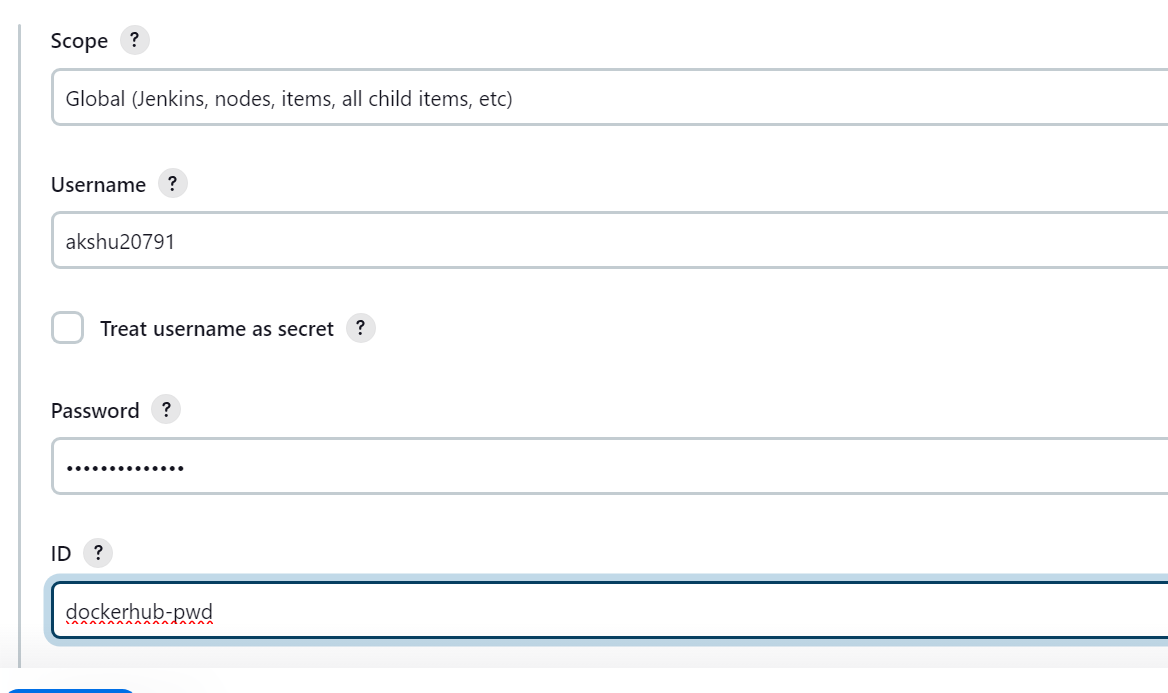 Scope ?
Global (Jenkins, nodes, items, all child items, etc)
Username ?
akshu20791
Treat username as secret ?
Password ?
••••••••••••••
ID ?
dockerhub-pwd